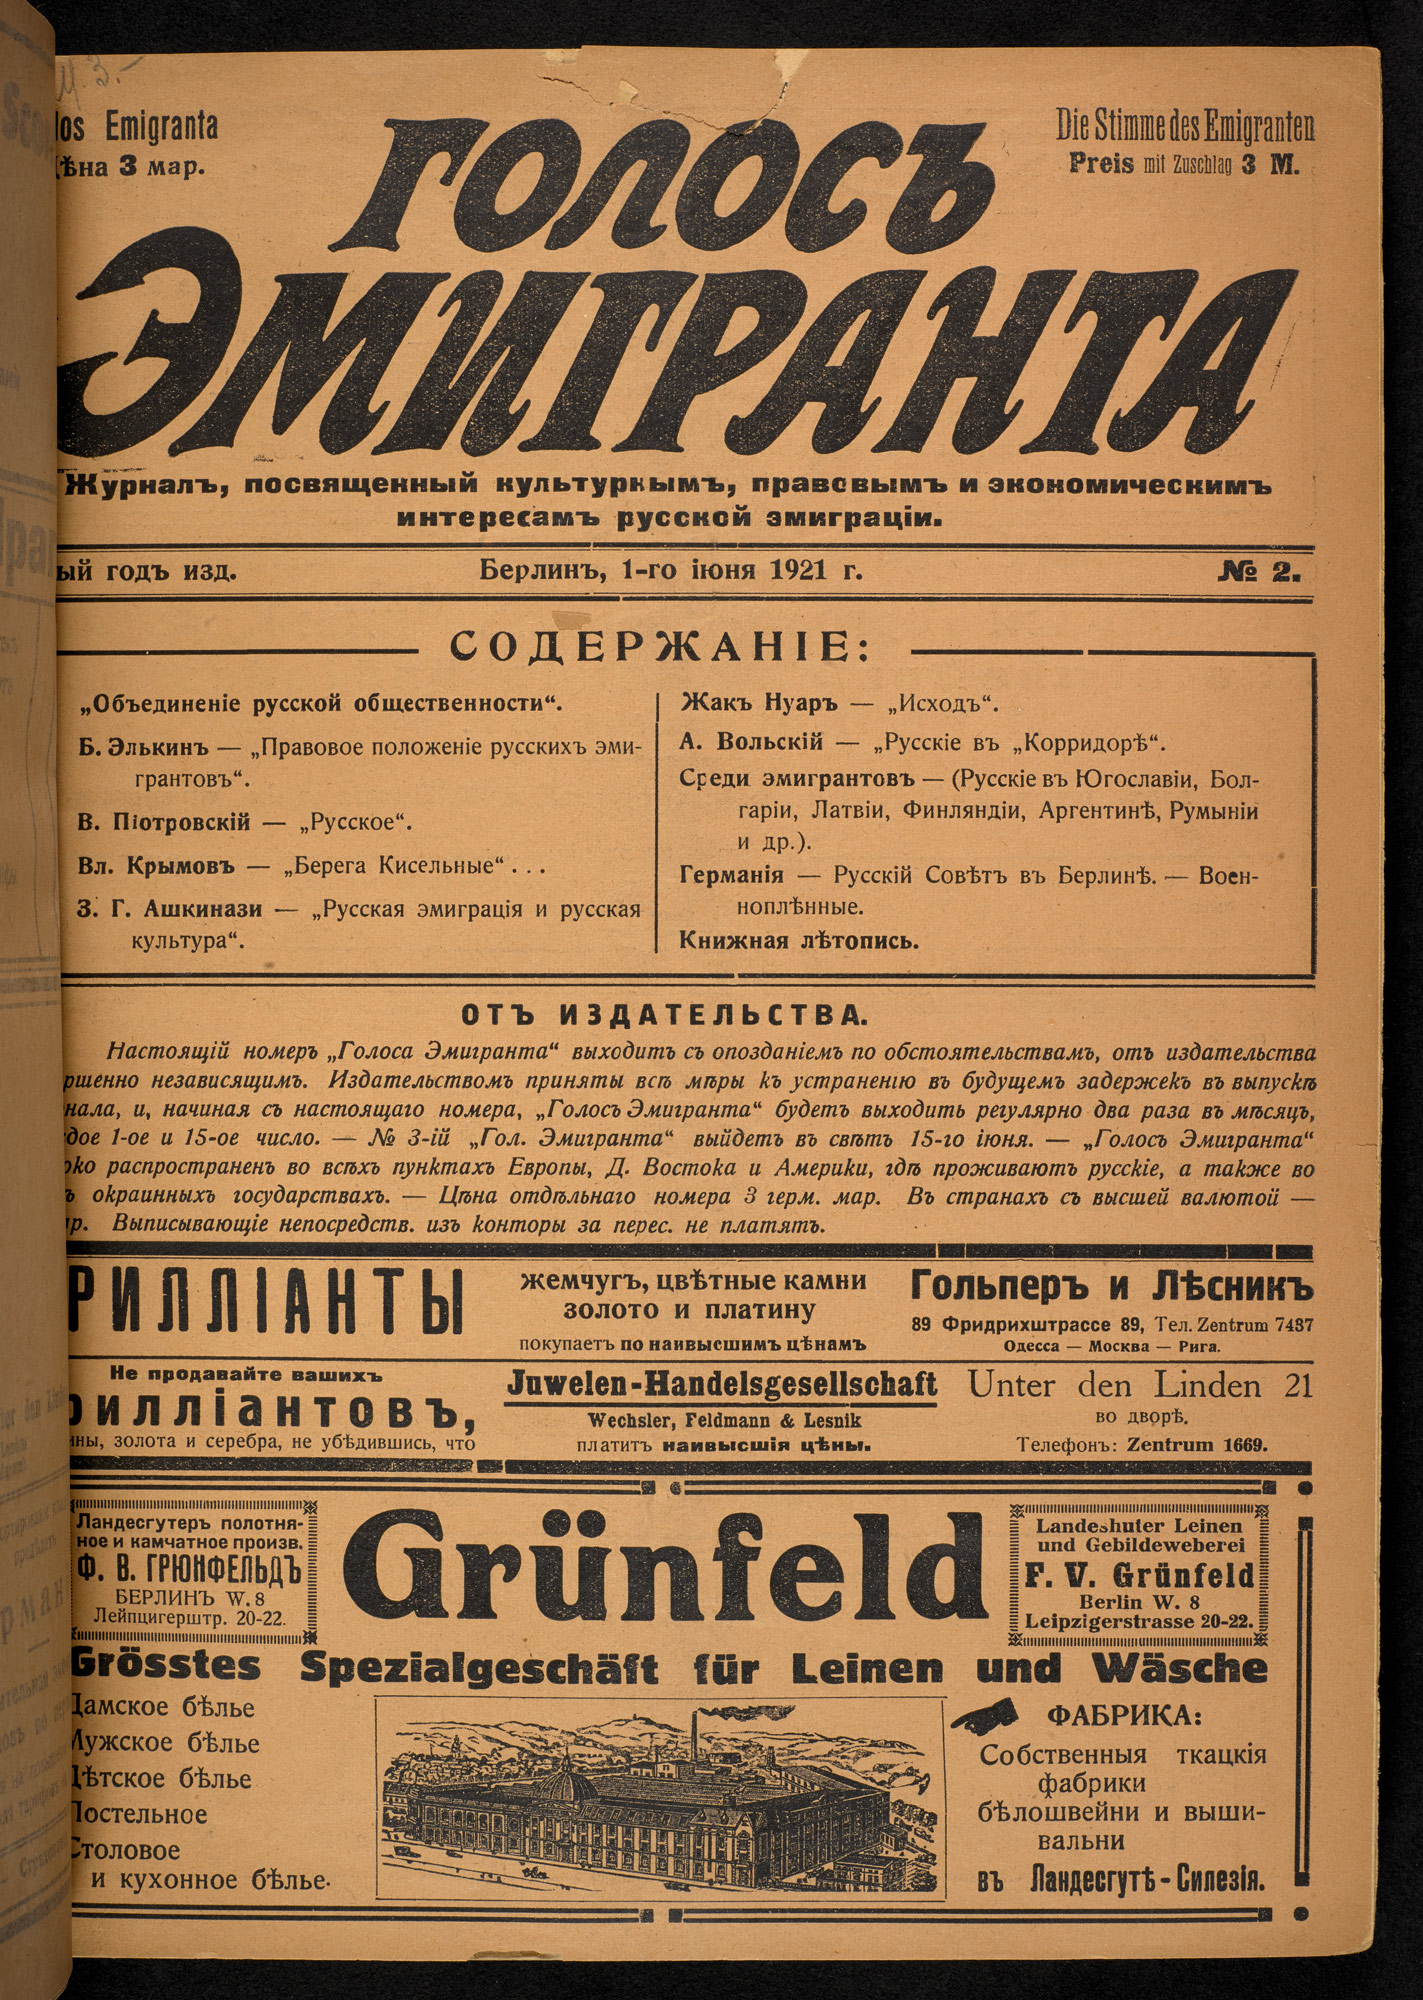 Emigranta
3 мар.
Die Stimme des Emigranten
Preis mit Zuschlag 3 M.
ГОЛОСЪ
ЭМИГРАНТА
Журналъ, посвященный культурнымъ, правовымъ и экономическимъ
интересамъ русской эмиграціи.
годъ изд.
Берлинъ, 1-го іюня 1921 г.
№ 2.
СОДЕРЖАНІЕ:
„Объединеніе русской общественности“.
Б. Элькинъ — „Правовое положеніе русскихъ эми-
грантовъ“.
В. Піотровскій — „Русское“.
Вл. Крымовъ — „Берега Кисельные“ . . .
З. Г. Ашкинази — „Русская эмиграція и русская
культура“.
Жакъ Нуаръ — „Исходъ“.
А. Вольскій — „Русскіе въ „Корридорѣ“.
Среди эмигрантовъ — (Русскіе въ Югославіи, Бол-
гаріи, Латвіи, Финляндіи, Аргентинѣ, Румыніи
и др.).
Германія — Русскій Совѣтъ въ Берлинѣ. — Воен-
ноплѣнные.
Книжная лѣтопись.
ОТЪ ИЗДАТЕЛЬСТВА.
Настоящій номеръ „Голоса Эмигранта“ выходитъ съ опозданіемъ по обстоятельствамъ, отъ издательства
независящимъ. Издательствомъ приняты всѣ мѣры къ устраненію въ будущемъ задержекъ въ выпускѣ
и, начиная съ настоящаго номера, „Голосъ Эмигранта“ будетъ выходить регулярно два раза въ мѣсяцъ,
1-ое и 15-ое число. — № 3-ій „Гол. Эмигранта“ выйдетъ въ свѣтъ 15-го іюня. — „Голосъ Эмигранта“
распространенъ во всѣхъ пунктахъ Европы, Д. Востока и Америки, гдѣ проживаютъ русскіе, а также во
окраинныхъ государствахъ. — Цѣна отдѣльнаго номера 3 герм. мар. Въ странахъ съ высшей валютой —
Выписывающіе непосредств. изъ конторы за перес. не платятъ.
РИЛЛІАНТЫ
жемчугъ, цвѣтные камни
золото и платину
покупаетъ по наивысшимъ цѣнамъ
Гольперъ и Лѣсникъ
89 Фридрихштрассе 89, Тел. Zentrum 7437
Одесса — Москва — Рига.
Не продавайте вашихъ
рилліантовъ,
золота и серебра, не убѣдившись, что
Juwelen-Handelsgesellschaft
Wechsler, Feldmann & Lesnik
платитъ наивысшія цѣны.
Unter den Linden 21
во дворѣ.
Телефонъ: Zentrum 1669.
Ландесгутеръ полотня-
ное и камчатное произв.
Ф. В. ГРЮНФЕЛЬДЪ
БЕРЛИНЪ W. 8
Лейпцигерштр. 20-22.
Grünfeld
Landeshuter Leinen
und Gebildeweberei
F. V. Grünfeld
Berlin W. 8
Leipzigerstrasse 20-22.
Grösstes Spezialgeschäft für Leinen und Wäsche
Дамское бѣлье
Мужское бѣлье
Дѣтское бѣлье
Постельное
Столовое
и кухонное бѣлье.
ФАБРИКА:
Собственныя ткацкія
фабрики
бѣлошвейни и выши-
вальни
въ Ландесгутѣ-Силезія.